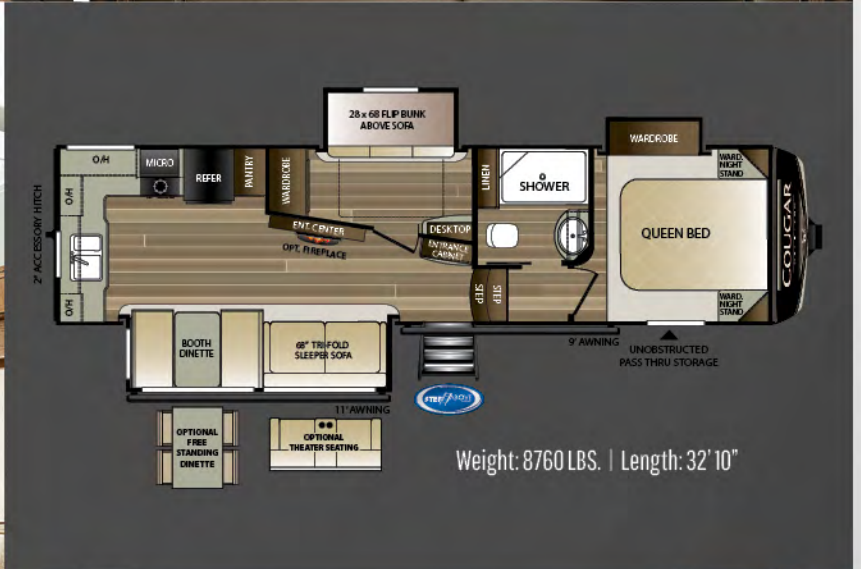 28 x 68 FLIP BUNK
ABOVE SOFA
WARDROBE
O/H
MICRO
REFER
PANTRY
WARDROBE
LINEN
SHOWER
WARD.
NIGHT
STAND
O/H
2" ACCESSORY HITCH
ENT. CENTER
OPT. FIREPLACE
DESKTOP
ENTRANCE
CABINET
QUEEN BED
COUGAR
STEP
STEP
O/H
WARD.
NIGHT
STAND
BOOTH
DINETTE
68" TRI-FOLD
SLEEPER SOFA
9' AWNING
UNOBSTRUCTED
PASS THRU STORAGE
STEP ABOVE
11' AWNING
OPTIONAL
FREE
STANDING
DINETTE
OPTIONAL
THEATER SEATING
Weight: 8760 LBS. | Length: 32' 10"